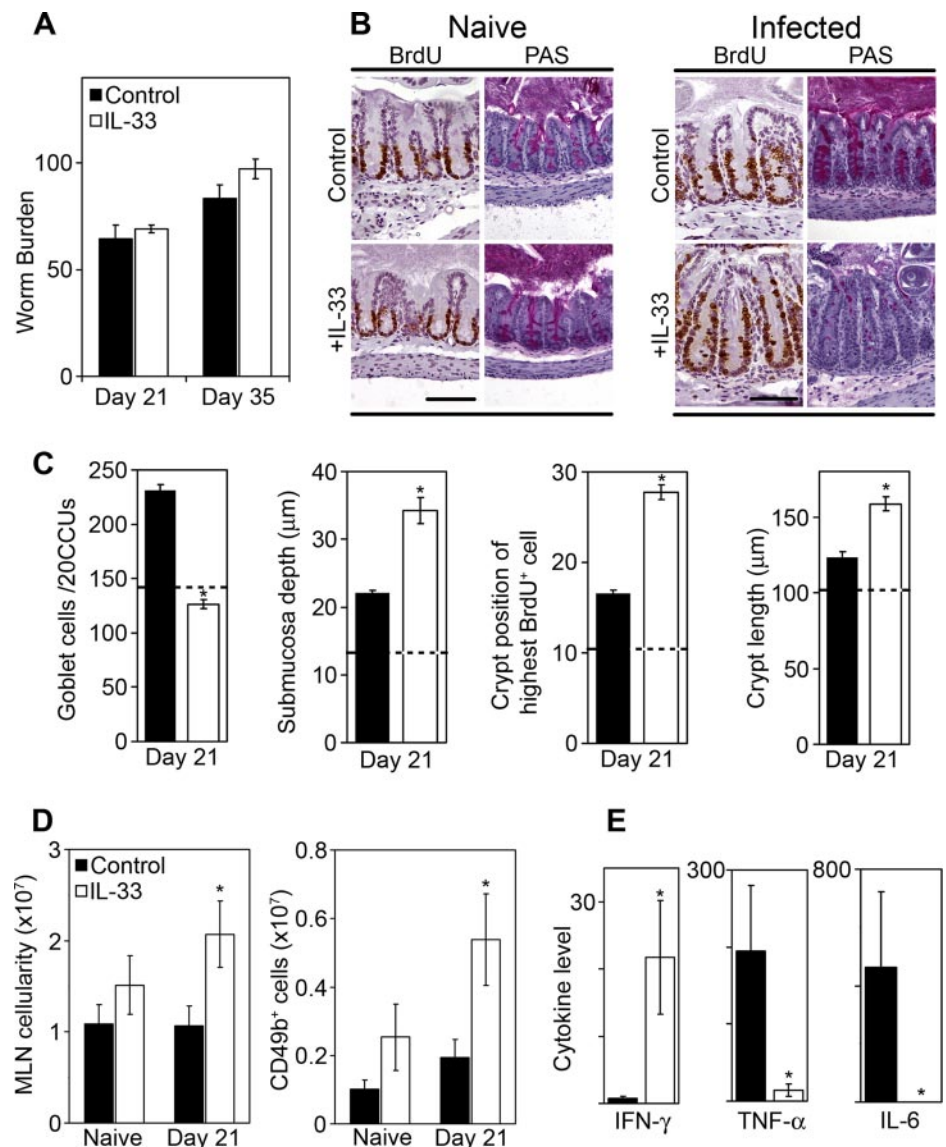 A
Control
IL-33
100
50
0
Worm Burden
Day 21 Day 35
B
Naive Infected
BrdU PAS BrdU PAS
Control
+IL-33
Control
+IL-33
C
250
200
150
100
50
0
Goblet cells /20CCUs
Day 21
40
30
20
10
0
Submucosa depth (μm)
*
Day 21
30
20
10
0
Crypt position of
highest BrdU+ cell
*
Day 21
150
100
50
0
Crypt length (μm)
*
Day 21
D
Control
IL-33
3
2
1
0
MLN cellularity (x10⁷)
*
Naive Day 21
0.8
0.6
0.4
0.2
0
CD49b+ cells (x10⁷)
*
Naive Day 21
E
Cytokine level
30
*
IFN-γ
300
*
TNF-α
800
*
IL-6